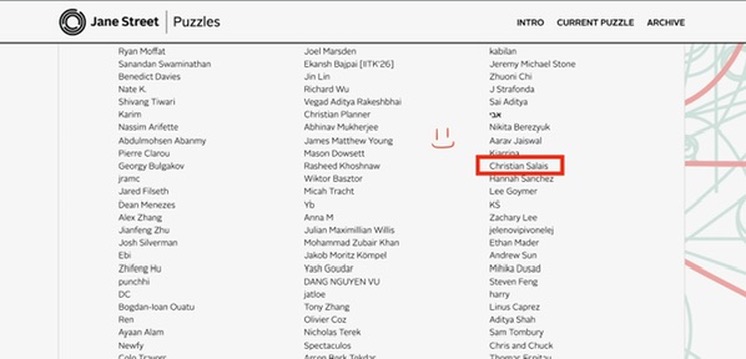 Jane Street | Puzzles
INTRO CURRENT PUZZLE ARCHIVE
Ryan Moffat
Sanandan Swaminathan
Benedict Davies
Nate K.
Shivang Tiwari
Karim
Nassim Arifette
Abdulmohsen Abanmy
Pierre Clarou
Georgy Bulgakov
jramc
Jared Filseth
Dean Menezes
Alex Zhang
Jianfeng Zhu
Josh Silverman
Ebi
Zhifeng Hu
punchhi
DC
Bogdan-Ioan Ouatu
Ren
Ayaan Alam
Newfy
Joel Marsden
Ekansh Bajpai [IITK'26]
Jin Lin
Richard Wu
Vegad Aditya Rakeshbhai
Christian Planner
Abhinav Mukherjee
James Matthew Young
Mason Dowsett
Rasheed Khoshnaw
Wiktor Basztor
Micah Tracht
Yb
Anna M
Julian Maximillian Willis
Mohammad Zubair Khan
Jakob Moritz Kömpel
Yash Goudar
DANG NGUYEN VU
jatloe
Tony Zhang
Olivier Coz
Nicholas Terek
Spectaculos
kabilan
Jeremy Michael Stone
Zhuoni Chi
J Strafonda
Sai Aditya
אבי
Nikita Berezyuk
Aarav Jaiswal
Christian Salais
Hannah Sanchez
Lee Goymer
KŚ
Zachary Lee
jelenovipivonelej
Ethan Mader
Andrew Sun
Mihika Dusad
Steven Feng
harry
Linus Caprez
Aditya Shah
Sam Tombury
Chris and Chuck